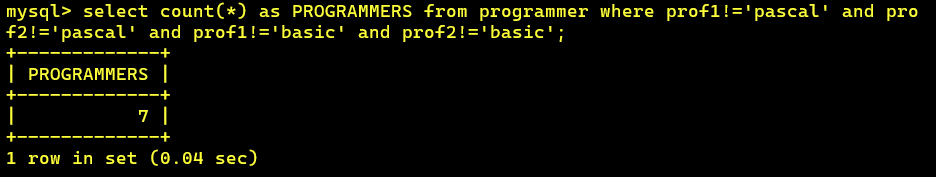 mysql> select count(*) as PROGRAMMERS from programmer where prof1!='pascal' and pro
f2!='pascal' and prof1!='basic' and prof2!='basic';
+-------------+
| PROGRAMMERS |
+-------------+
|           7 |
+-------------+
1 row in set (0.04 sec)